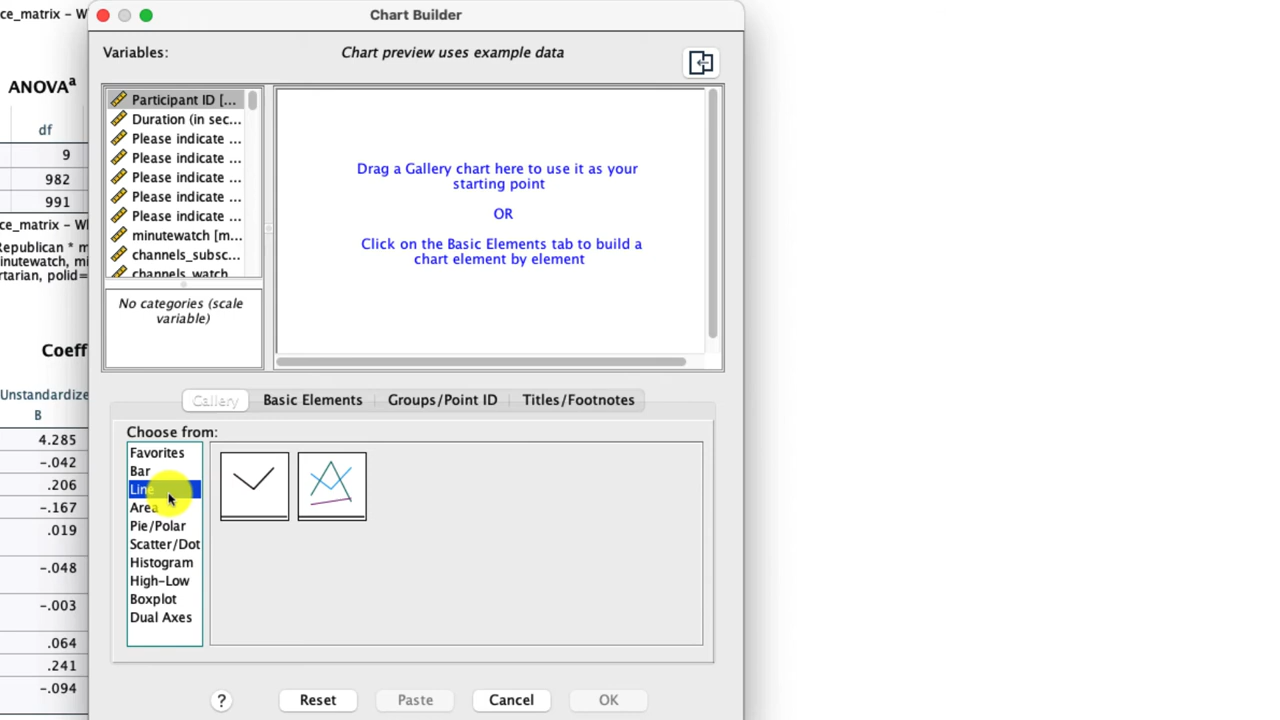 ce_matrix - W
Chart Builder
Variables:
Chart preview uses example data
ANOVAa
df
9
982
991
ce_matrix - Wh
Republican * m
inutewatch, mi
rtarian, polid=
Coeff
Unstandardize
B
4.285
-.042
.206
-.167
.019
-.048
-.003
.064
.241
-.094
Participant ID [...
Duration (in sec...
Please indicate ...
Please indicate ...
Please indicate ...
Please indicate ...
Please indicate ...
minutewatch [m...
channels_subsc...
channels_watch
No categories (scale
variable)
Drag a Gallery chart here to use it as your
starting point
OR
Click on the Basic Elements tab to build a
chart element by element
Gallery
Basic Elements
Groups/Point ID
Titles/Footnotes
Choose from:
Favorites
Bar
Line
Area
Pie/Polar
Scatter/Dot
Histogram
High-Low
Boxplot
Dual Axes
?
Reset
Paste
Cancel
OK